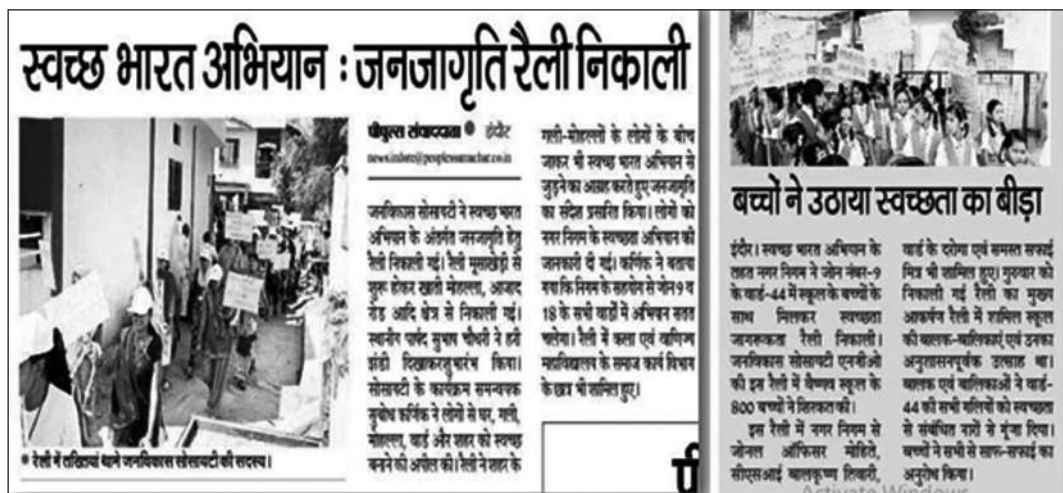 स्वच्छ भारत अभियान : जनजागृति रैली निकाली
पीपुल्स संवाददाता ● इंदौर
जनविकास सोसायटी ने स्वच्छ भारत
अभियान के अंतर्गत जनजागृति हेतु
रैली निकाली गई। रैली मूसाखेड़ी से
शुरू होकर खाती मोहल्ला, आजाद
रोड आदि क्षेत्र से निकाली गई।
स्थानीय पार्षद सुभाष चौधरी ने हरी
झंडी दिखाकर शुभारंभ किया।
सोसायटी के कार्यक्रम समन्वयक
सुबोध कर्णिक ने लोगों से घर, गली,
मोहल्ला, वार्ड और शहर को स्वच्छ
बनाने की अपील की। रैली ने शहर के
गली-मोहल्लों के लोगों के बीच
जाकर भी स्वच्छ भारत अभियान से
जुड़ने का आग्रह करते हुए जनजागृति
का संदेश प्रसारित किया। लोगों को
नगर निगम के स्वच्छता अभियान की
जानकारी दी गई। कर्णिक ने बताया
गया कि निगम के सहयोग से जोन 9 व
18 के सभी वार्डों में अभियान सतत
चलेगा। रैली में कला एवं वाणिज्य
महाविद्यालय के समाज कार्य विभाग
के छात्र भी शामिल हुए।
● रैली में तख्तियां थामे जनविकास सोसायटी की सदस्य।
बच्चों ने उठाया स्वच्छता का बीड़ा
इंदौर। स्वच्छ भारत अभियान के
तहत नगर निगम ने जोन नंबर-9
के वार्ड-44 में स्कूल के बच्चों के
साथ मिलकर स्वच्छता
जागरूकता रैली निकाली।
जनविकास सोसायटी एनजीओ
की इस रैली में वैष्णव स्कूल के
800 बच्चों ने शिरकत की।
इस रैली में नगर निगम से
जोनल ऑफिसर मोहिते,
सीएसआई बालकृष्ण तिवारी,
वार्ड के दरोगा एवं समस्त सफाई
मित्र भी शामिल हुए। गुरुवार को
निकाली गई रैली का मुख्य
आकर्षण रैली में शामिल स्कूल
की बालक-बालिकाएं एवं उनका
अनुशासनपूर्वक उत्साह था।
बालक एवं बालिकाओं ने वार्ड-
44 की सभी गलियों को स्वच्छता
से संबंधित नारों से गूंजा दिया।
बच्चों ने सभी से साफ-सफाई का
अनुरोध किया।
Activate Windows